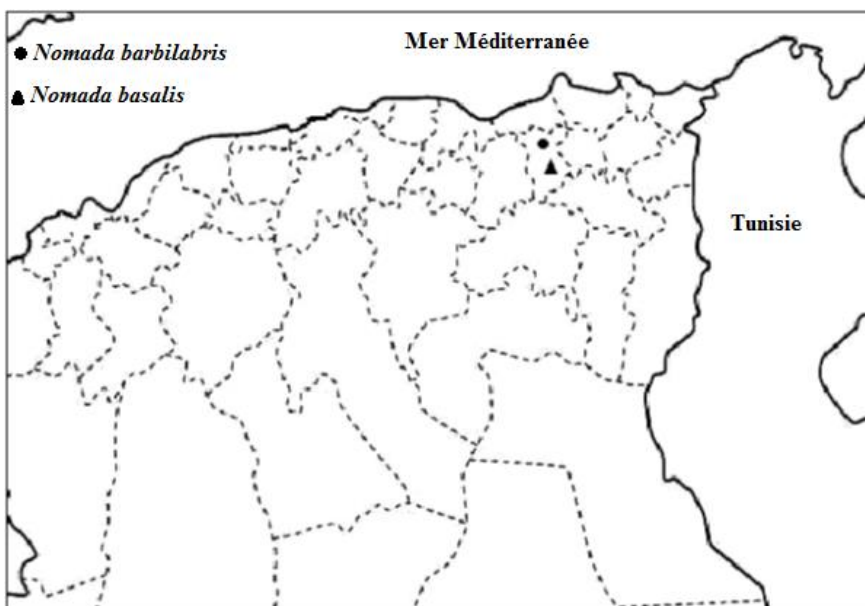 Mer Méditerranée
Nomada barbilabris
Nomada basalis
Tunisie